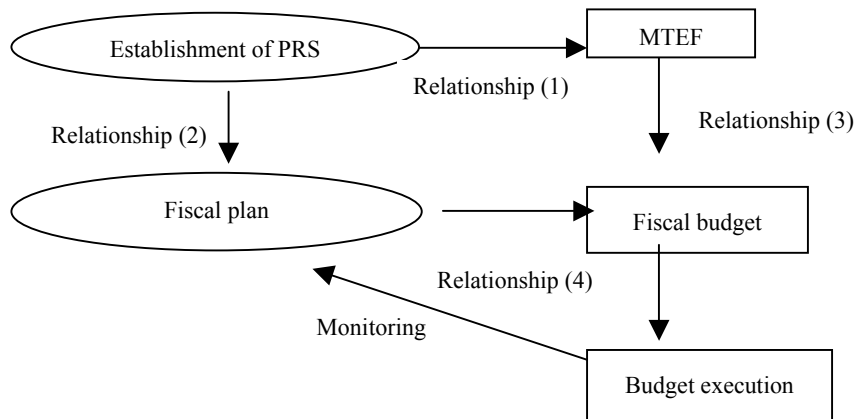 Establishment of PRS
MTEF
Relationship (1)
Relationship (2)
Relationship (3)
Fiscal plan
Fiscal budget
Relationship (4)
Monitoring
Budget execution